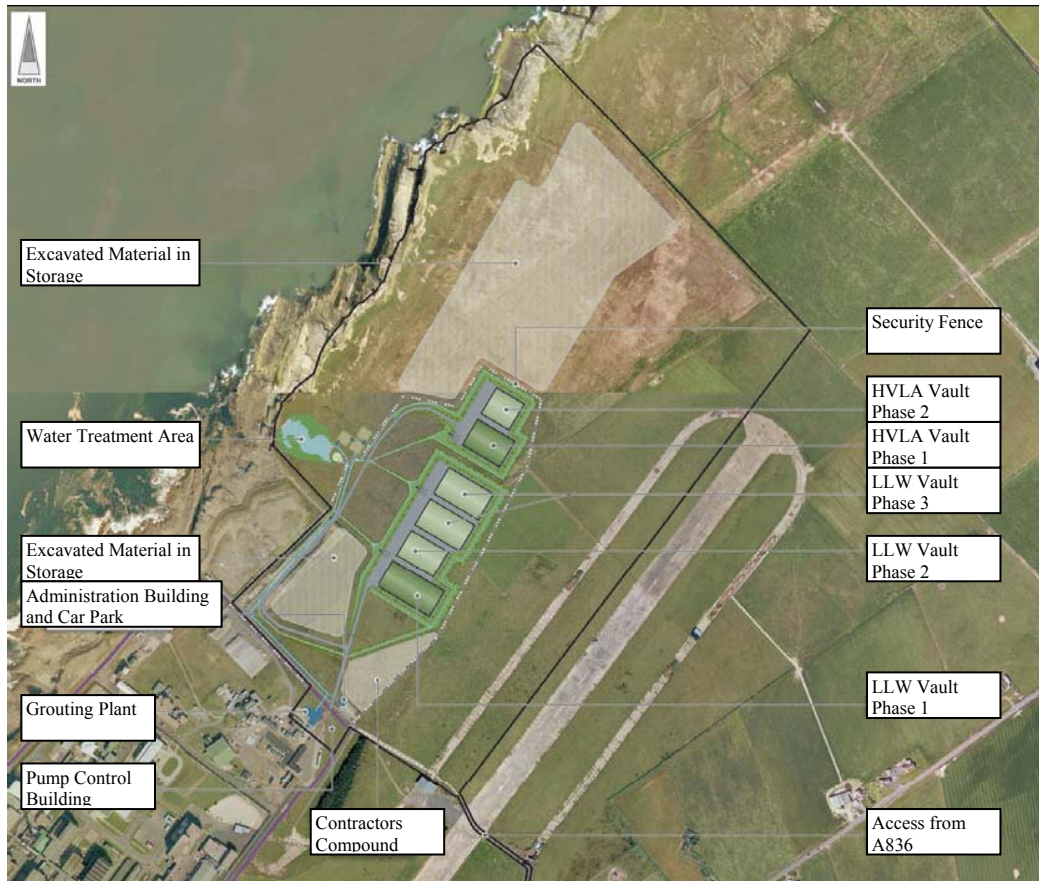 NORTH
Excavated Material in
Storage
Water Treatment Area
Excavated Material in
Storage
Administration Building
and Car Park
Grouting Plant
Pump Control
Building
Contractors
Compound
Security Fence
HVLA Vault
Phase 2
HVLA Vault
Phase 1
LLW Vault
Phase 3
LLW Vault
Phase 2
LLW Vault
Phase 1
Access from
A836